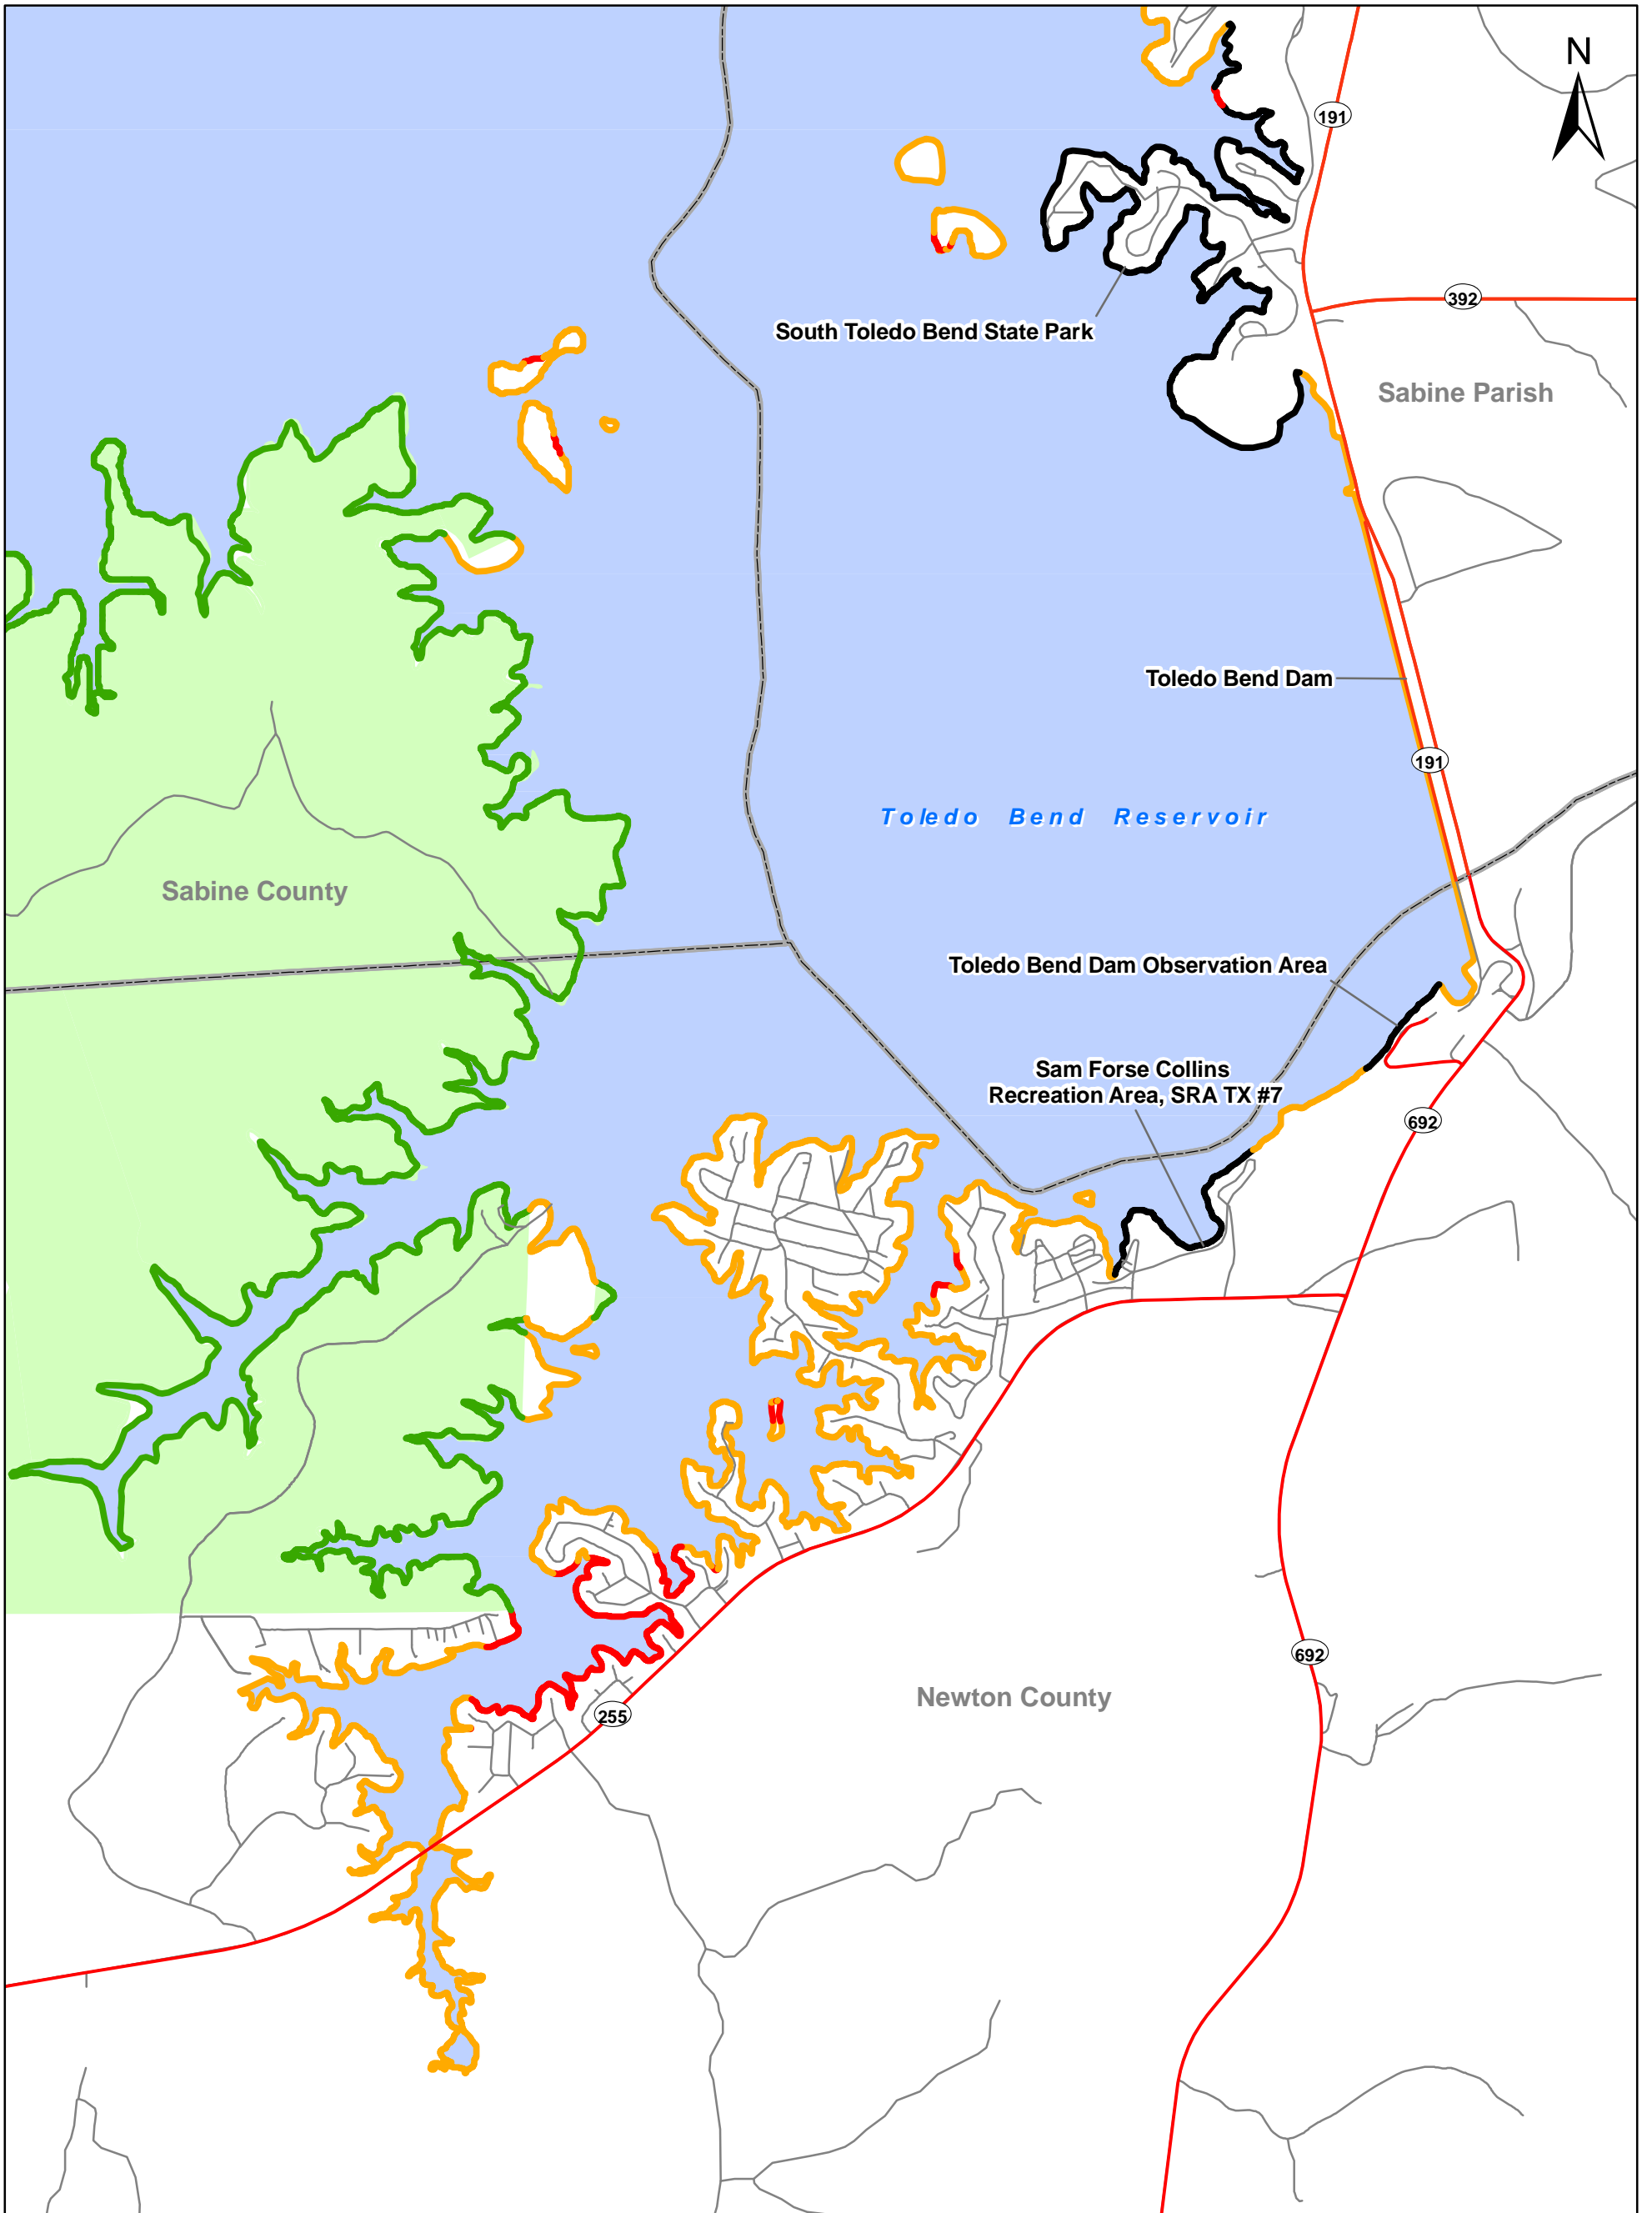 N
191
392
South Toledo Bend State Park
Sabine Parish
Toledo Bend Dam
191
Toledo Bend Reservoir
Sabine County
Toledo Bend Dam Observation Area
Sam Forse Collins
Recreation Area, SRA TX #7
692
692
Newton County
255